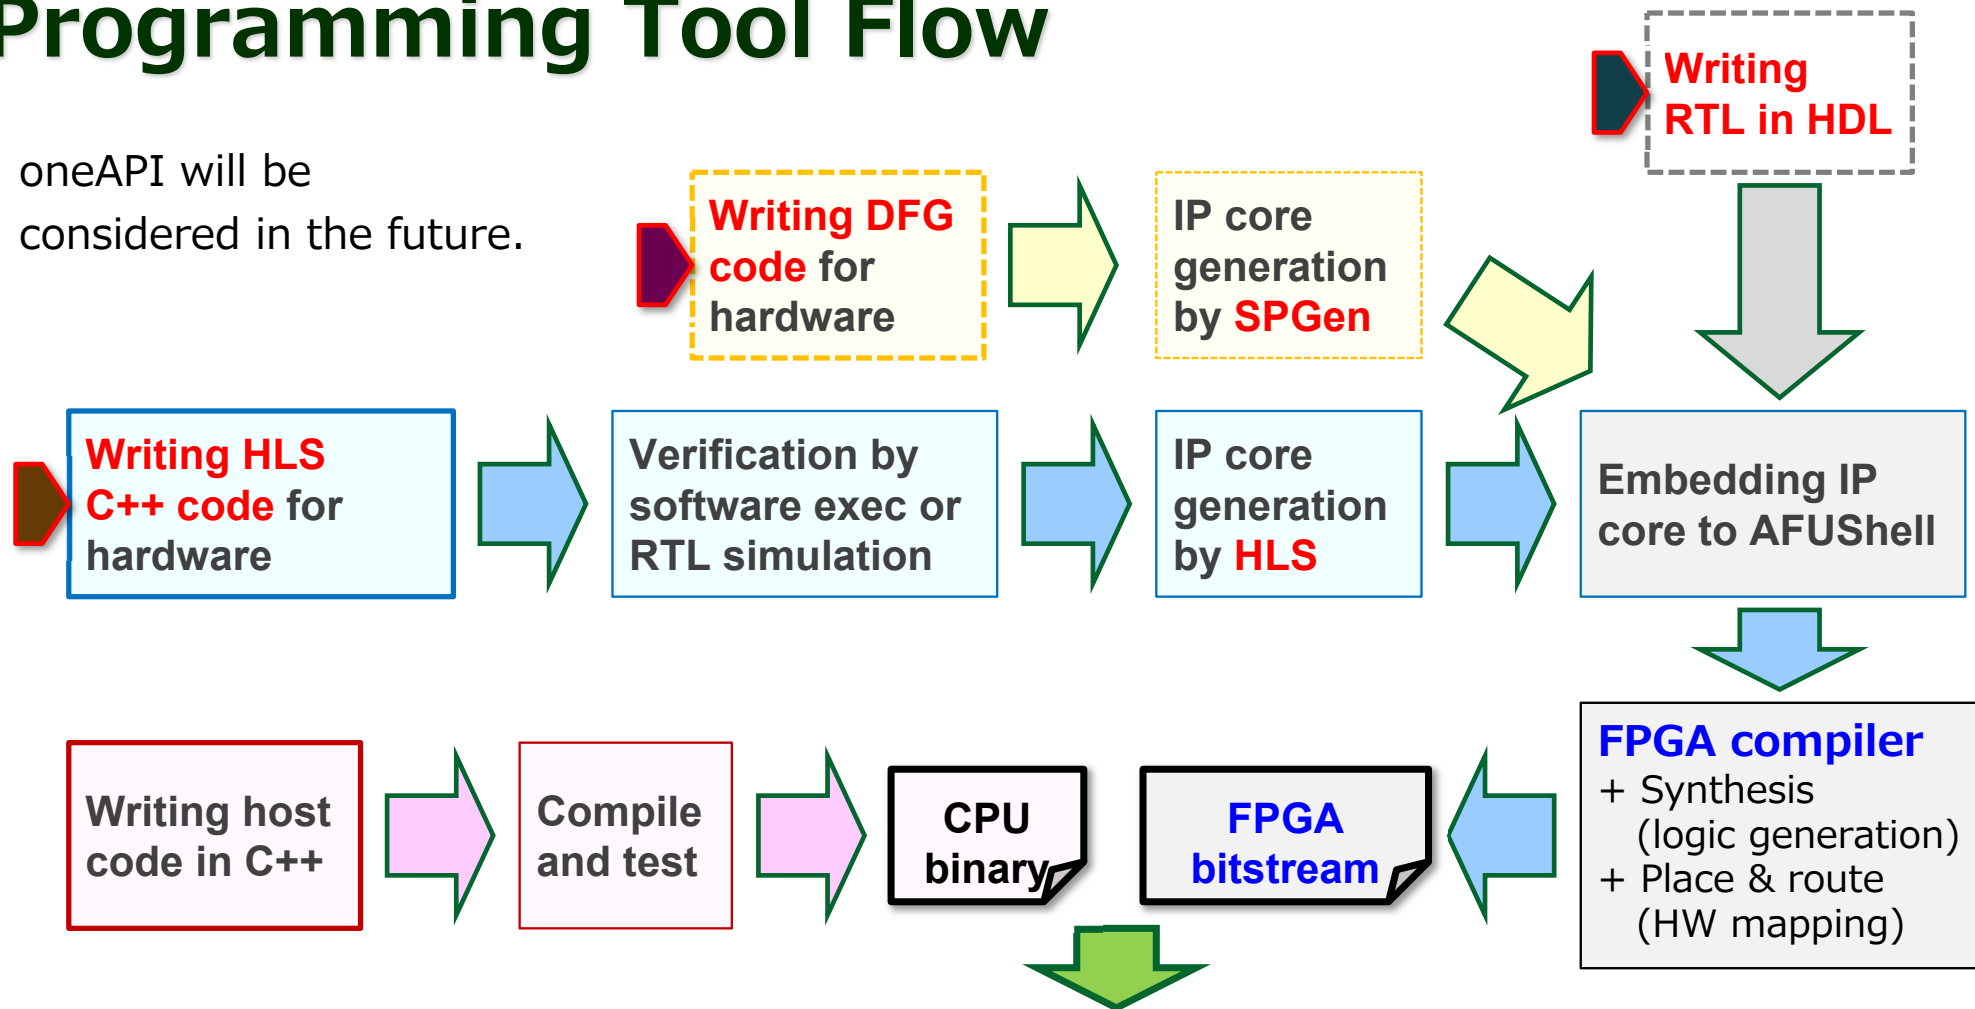 Programming Tool Flow
Writing
RTL in HDL
oneAPI will be
considered in the future.
Writing DFG
code for
hardware
IP core
generation
by SPGen
Writing HLS
C++ code for
hardware
Verification by
software exec or
RTL simulation
IP core
generation
by HLS
Embedding IP
core to AFUShell
Writing host
code in C++
Compile
and test
CPU
binary
FPGA
bitstream
FPGA compiler
+ Synthesis
(logic generation)
+ Place & route
(HW mapping)